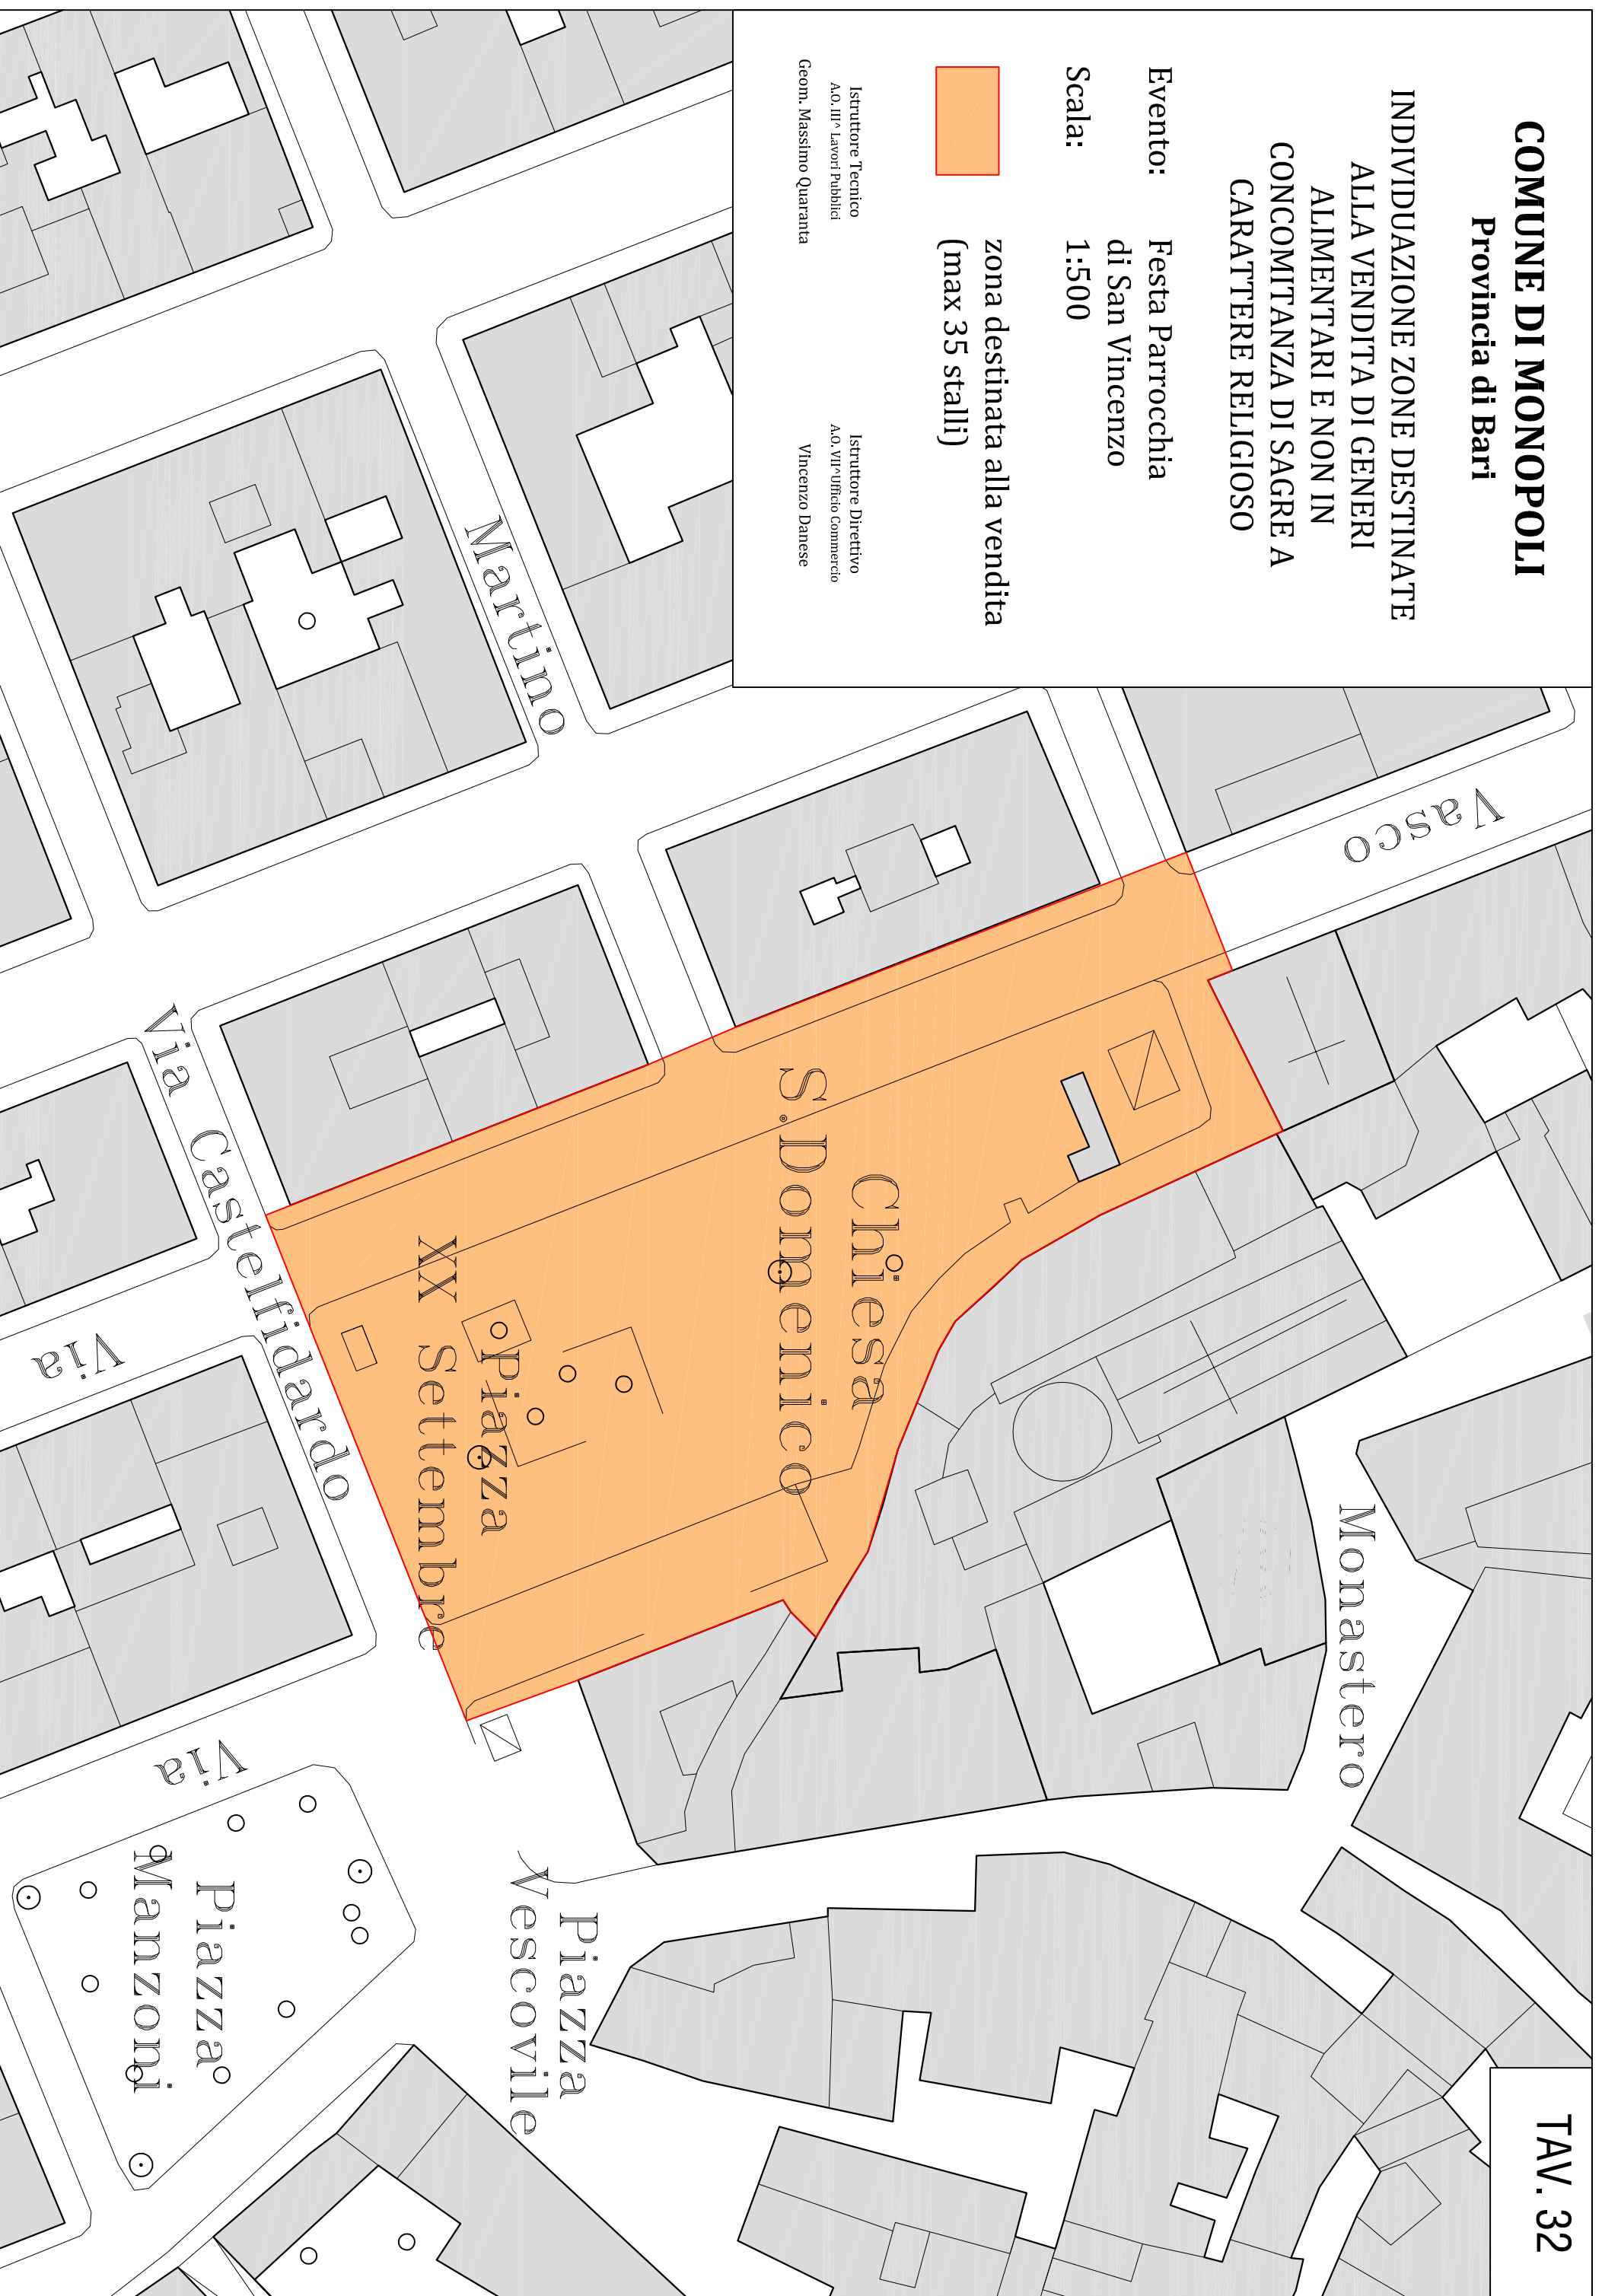 COMUNE DI MONOPOLI
Provincia di Bari
INDIVIDUAZIONE ZONE DESTINATE
ALLA VENDITA DI GENERI
ALIMENTARI E NON IN
CONCOMITANZA DI SAGRE A
CARATTERE RELIGIOSO
Evento: Festa Parrocchia
di San Vincenzo
Scala: 1:500
zona destinata alla vendita
(max 35 stalli)
Istruttore Tecnico
A.O. III^ Lavori Pubblici
Geom. Massimo Quaranta
Istruttore Direttivo
A.O. VII^Ufficio Commercio
Vincenzo Danese
TAV. 32
Vasco
Martino
Chiesa
S.Domenico
Monastero
Piazza
XX Settembre
Via Castelfidardo
Via
Via
Piazza
Vescovile
Piazza
Manzoni